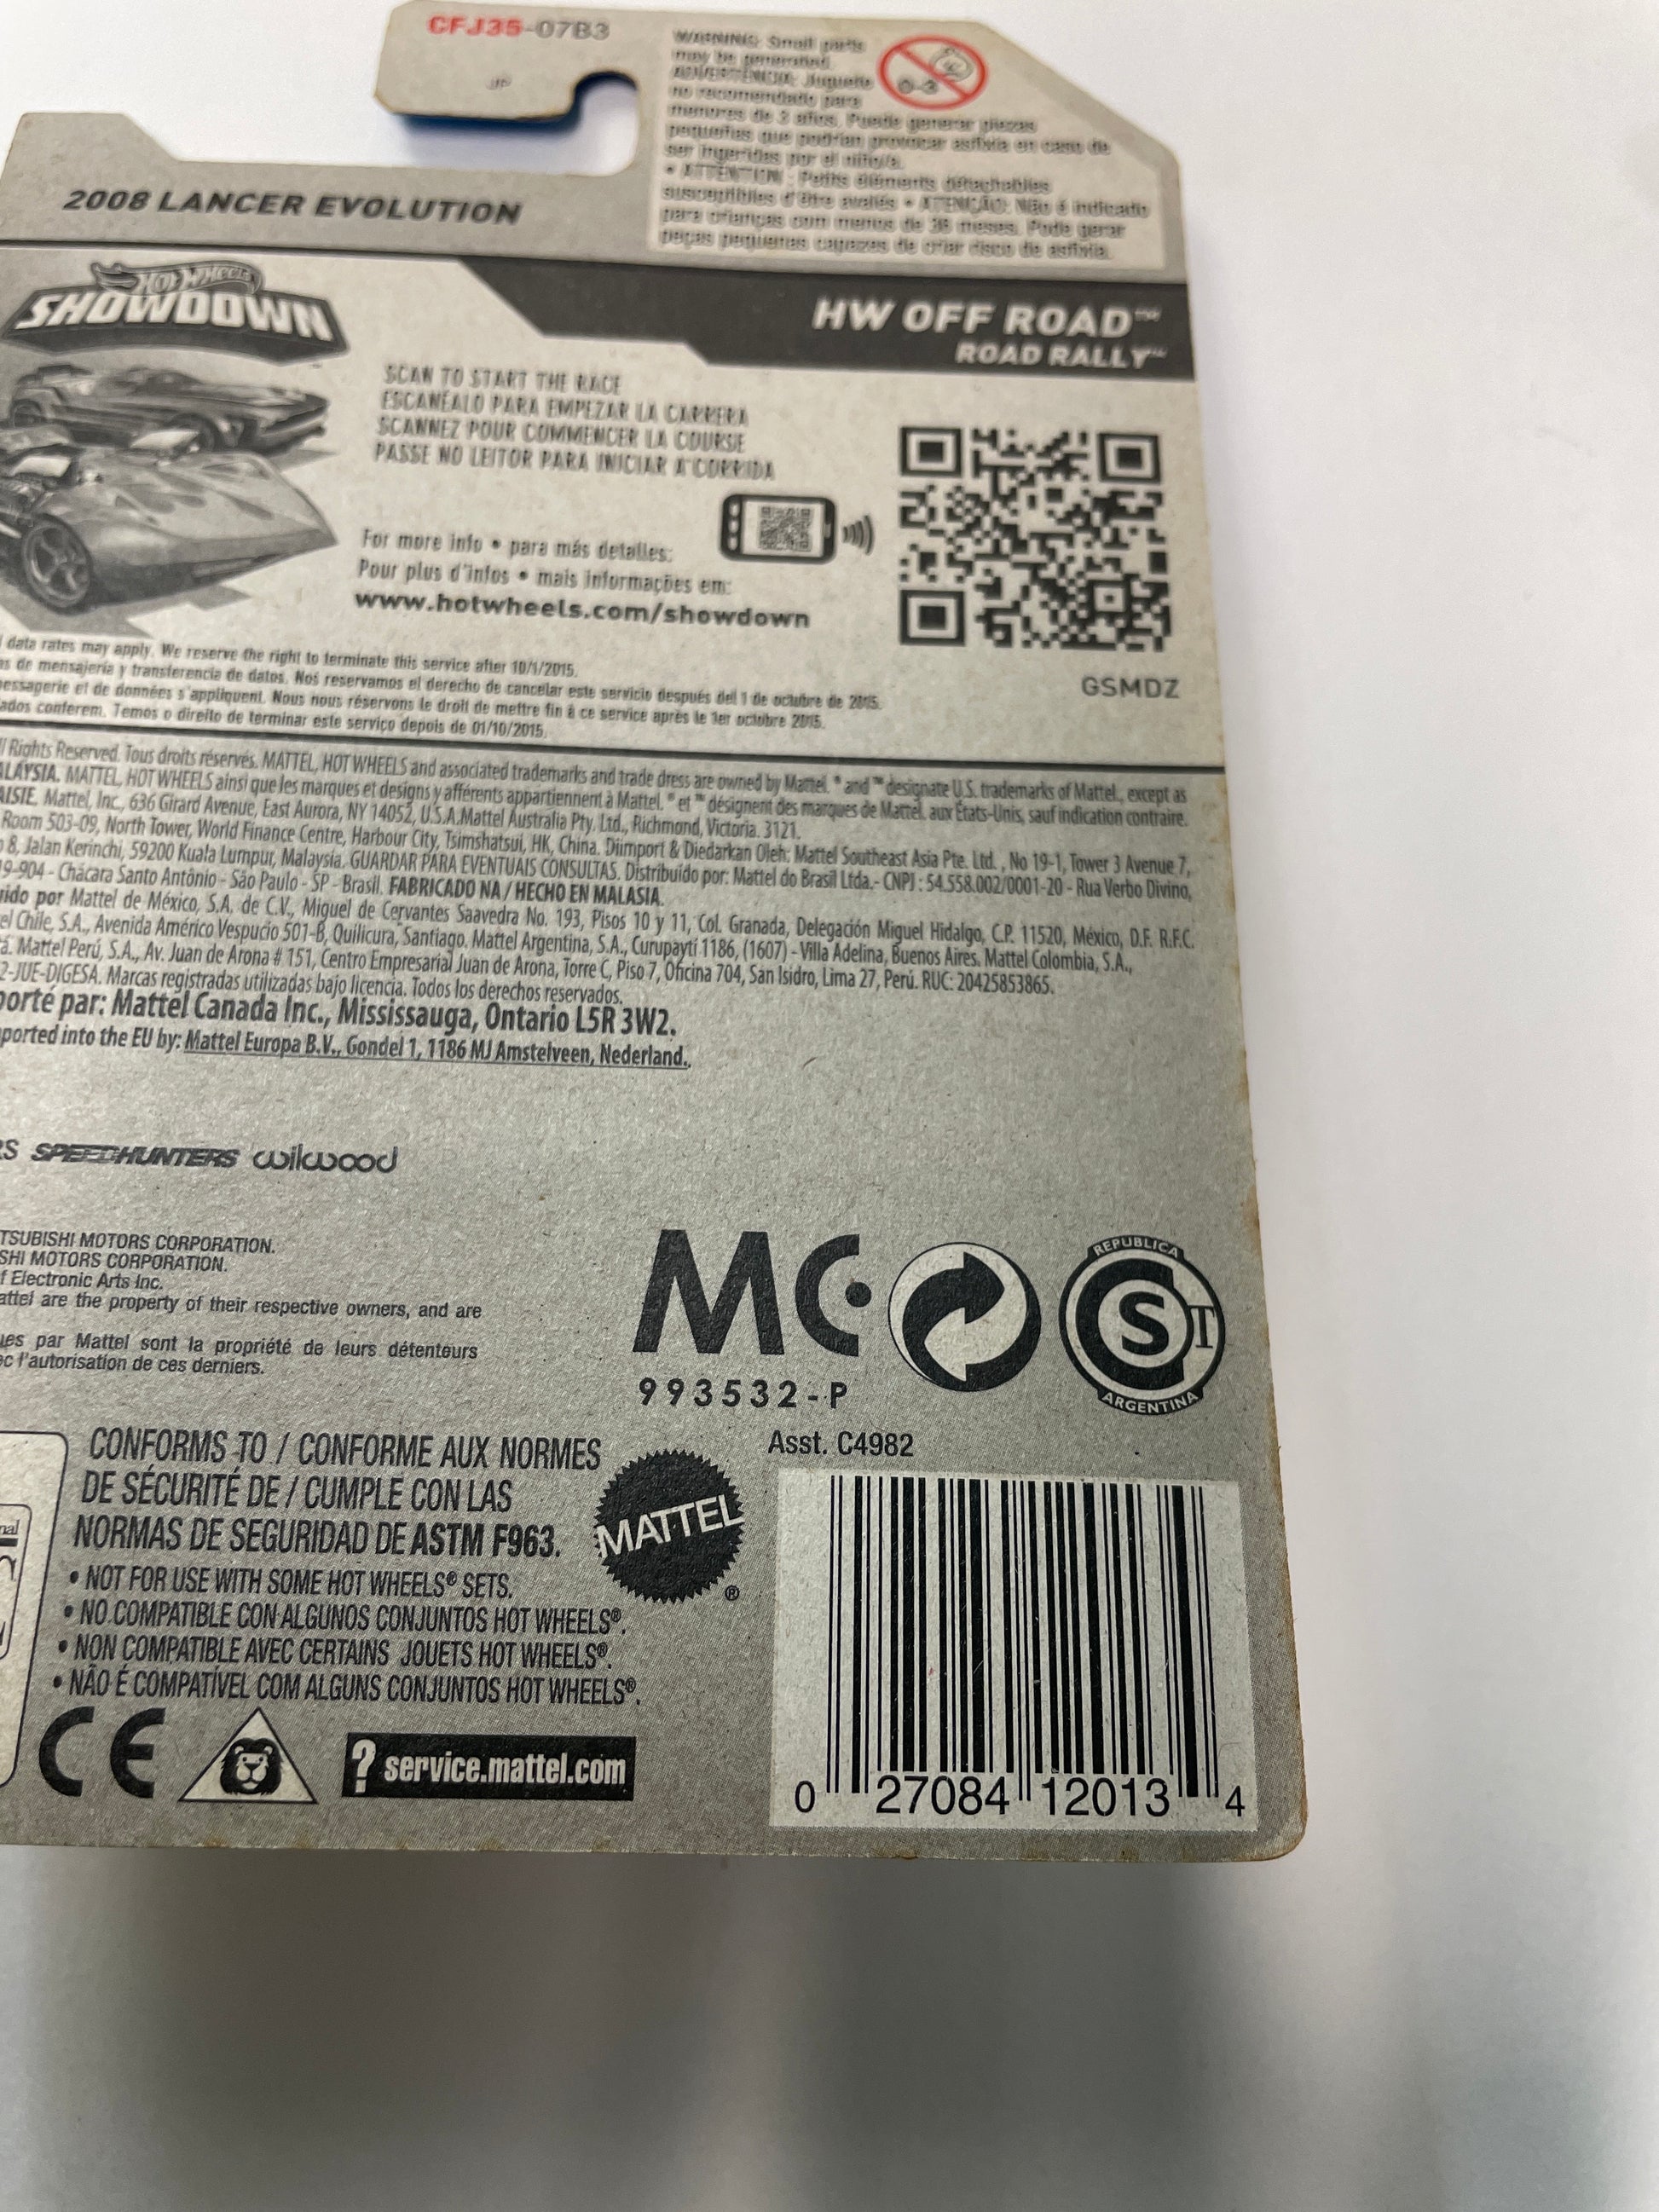 CFJ35-07B3
WARNING: Small parts
may be generated.
ADVERTENCIA: Juguete
no recomendado para
menores de 3 años. Puede generar piezas
pequeñas que podrían provocar asfixia en caso de
ser ingeridas por el niño/a.
• ATTENTION : Petits éléments détachables
susceptibles d'être avalés • ATENÇÃO: Não é indicado
para crianças com menos de 36 meses. Pode gerar
peças pequenas capazes de criar risco de asfixia.
0-3
2008 LANCER EVOLUTION
HOT WHEELS
SHOWDOWN
HW OFF ROAD™
ROAD RALLY™
SCAN TO START THE RACE
ESCANÉALO PARA EMPEZAR LA CARRERA
SCANNEZ POUR COMMENCER LA COURSE
PASSE NO LEITOR PARA INICIAR A CORRIDA
For more info • para más detalles:
Pour plus d'infos • mais informações em:
www.hotwheels.com/showdown
GSMDZ
data rates may apply. We reserve the right to terminate this service after 10/1/2015.
de mensajería y transferencia de datos. Nos reservamos el derecho de cancelar este servicio después del 1 de octubre de 2015.
essagerie et de données s'appliquent. Nous nous réservons le droit de mettre fin à ce service après le 1er octobre 2015.
ados conferem. Temos o direito de terminar este serviço depois de 01/10/2015.
Rights Reserved. Tous droits réservés. MATTEL, HOT WHEELS and associated trademarks and trade dress are owned by Mattel. ® and ™ designate U.S. trademarks of Mattel, except as
ALAYSIA. MATTEL, HOT WHEELS ainsi que les marques et designs y afférents appartiennent à Mattel. ® et ™ désignent des marques de Mattel. aux États-Unis, sauf indication contraire.
AISIE. Mattel, Inc., 636 Girard Avenue, East Aurora, NY 14052, U.S.A.Mattel Australia Pty. Ltd., Richmond, Victoria. 3121.
Room 503-09, North Tower, World Finance Centre, Harbour City, Tsimshatsui, HK, China. Diimport & Diedarkan Oleh: Mattel Southeast Asia Pte. Ltd. , No 19-1, Tower 3 Avenue 7,
8, Jalan Kerinchi, 59200 Kuala Lumpur, Malaysia. GUARDAR PARA EVENTUAIS CONSULTAS. Distribuído por: Mattel do Brasil Ltda.- CNPJ : 54.558.002/0001-20 - Rua Verbo Divino,
9-904 - Chácara Santo Antônio - São Paulo - SP - Brasil. FABRICADO NA / HECHO EN MALASIA.
ido por Mattel de México, S.A. de C.V., Miguel de Cervantes Saavedra No. 193, Pisos 10 y 11, Col. Granada, Delegación Miguel Hidalgo, C.P. 11520, México, D.F. R.F.C.
el Chile, S.A., Avenida Américo Vespucio 501-B, Quilicura, Santiago. Mattel Argentina, S.A., Curupaytí 1186, (1607) - Villa Adelina, Buenos Aires. Mattel Colombia, S.A.,
á. Mattel Perú, S.A., Av. Juan de Arona # 151, Centro Empresarial Juan de Arona, Torre C, Piso 7, Oficina 704, San Isidro, Lima 27, Perú. RUC: 20425853865.
2-JUE-DIGESA. Marcas registradas utilizadas bajo licencia. Todos los derechos reservados.
porté par: Mattel Canada Inc., Mississauga, Ontario L5R 3W2.
ported into the EU by: Mattel Europa B.V., Gondel 1, 1186 MJ Amstelveen, Nederland.
RS SPEEDHUNTERS wilwood
TSUBISHI MOTORS CORPORATION.
SHI MOTORS CORPORATION.
f Electronic Arts Inc.
attel are the property of their respective owners, and are
ues par Mattel sont la propriété de leurs détenteurs
c l'autorisation de ces derniers.
MC
993532-P
REPUBLICA
S T
ARGENTINA
CONFORMS TO / CONFORME AUX NORMES
DE SÉCURITÉ DE / CUMPLE CON LAS
NORMAS DE SEGURIDAD DE ASTM F963.
• NOT FOR USE WITH SOME HOT WHEELS® SETS.
• NO COMPATIBLE CON ALGUNOS CONJUNTOS HOT WHEELS®.
• NON COMPATIBLE AVEC CERTAINS JOUETS HOT WHEELS®.
• NÃO É COMPATÍVEL COM ALGUNS CONJUNTOS HOT WHEELS®.
MATTEL ®
Asst. C4982
CE
? service.mattel.com
0 27084 12013 4